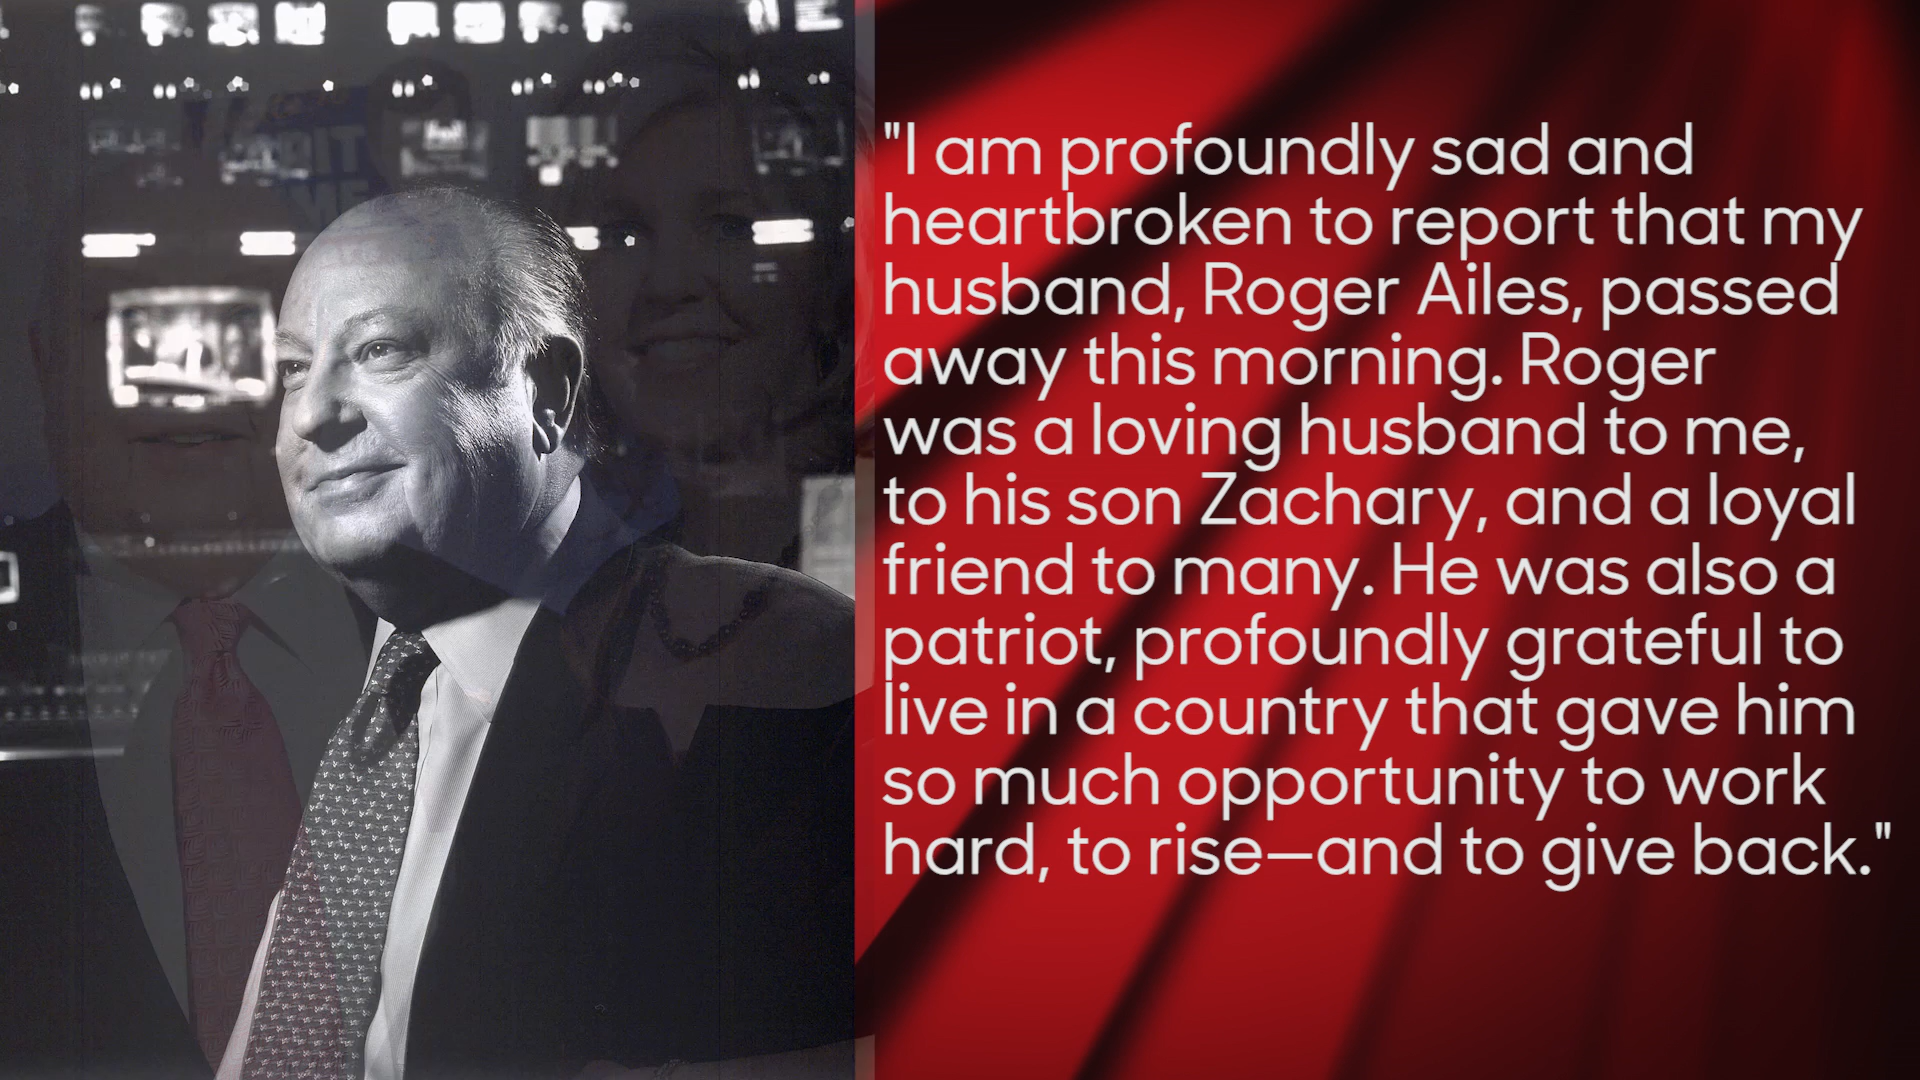 "I am profoundly sad and
heartbroken to report that my
husband, Roger Ailes, passed
away this morning. Roger
was a loving husband to me,
to his son Zachary, and a loyal
friend to many. He was also a
patriot, profoundly grateful to
live in a country that gave him
so much opportunity to work
hard, to rise—and to give back."